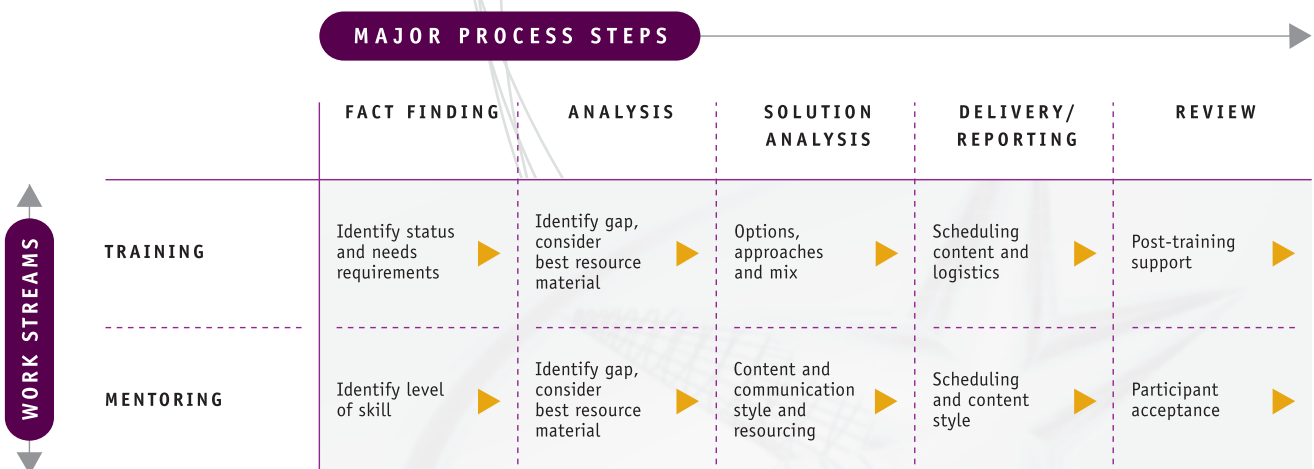 MAJOR PROCESS STEPS
FACT FINDING
ANALYSIS
SOLUTION
ANALYSIS
DELIVERY/
REPORTING
REVIEW
WORK STREAMS
TRAINING
Identify status
and needs
requirements
Identify gap,
consider
best resource
material
Options,
approaches
and mix
Scheduling
content and
logistics
Post-training
support
MENTORING
Identify level
of skill
Identify gap,
consider
best resource
material
Content and
communication
style and
resourcing
Scheduling
and content
style
Participant
acceptance